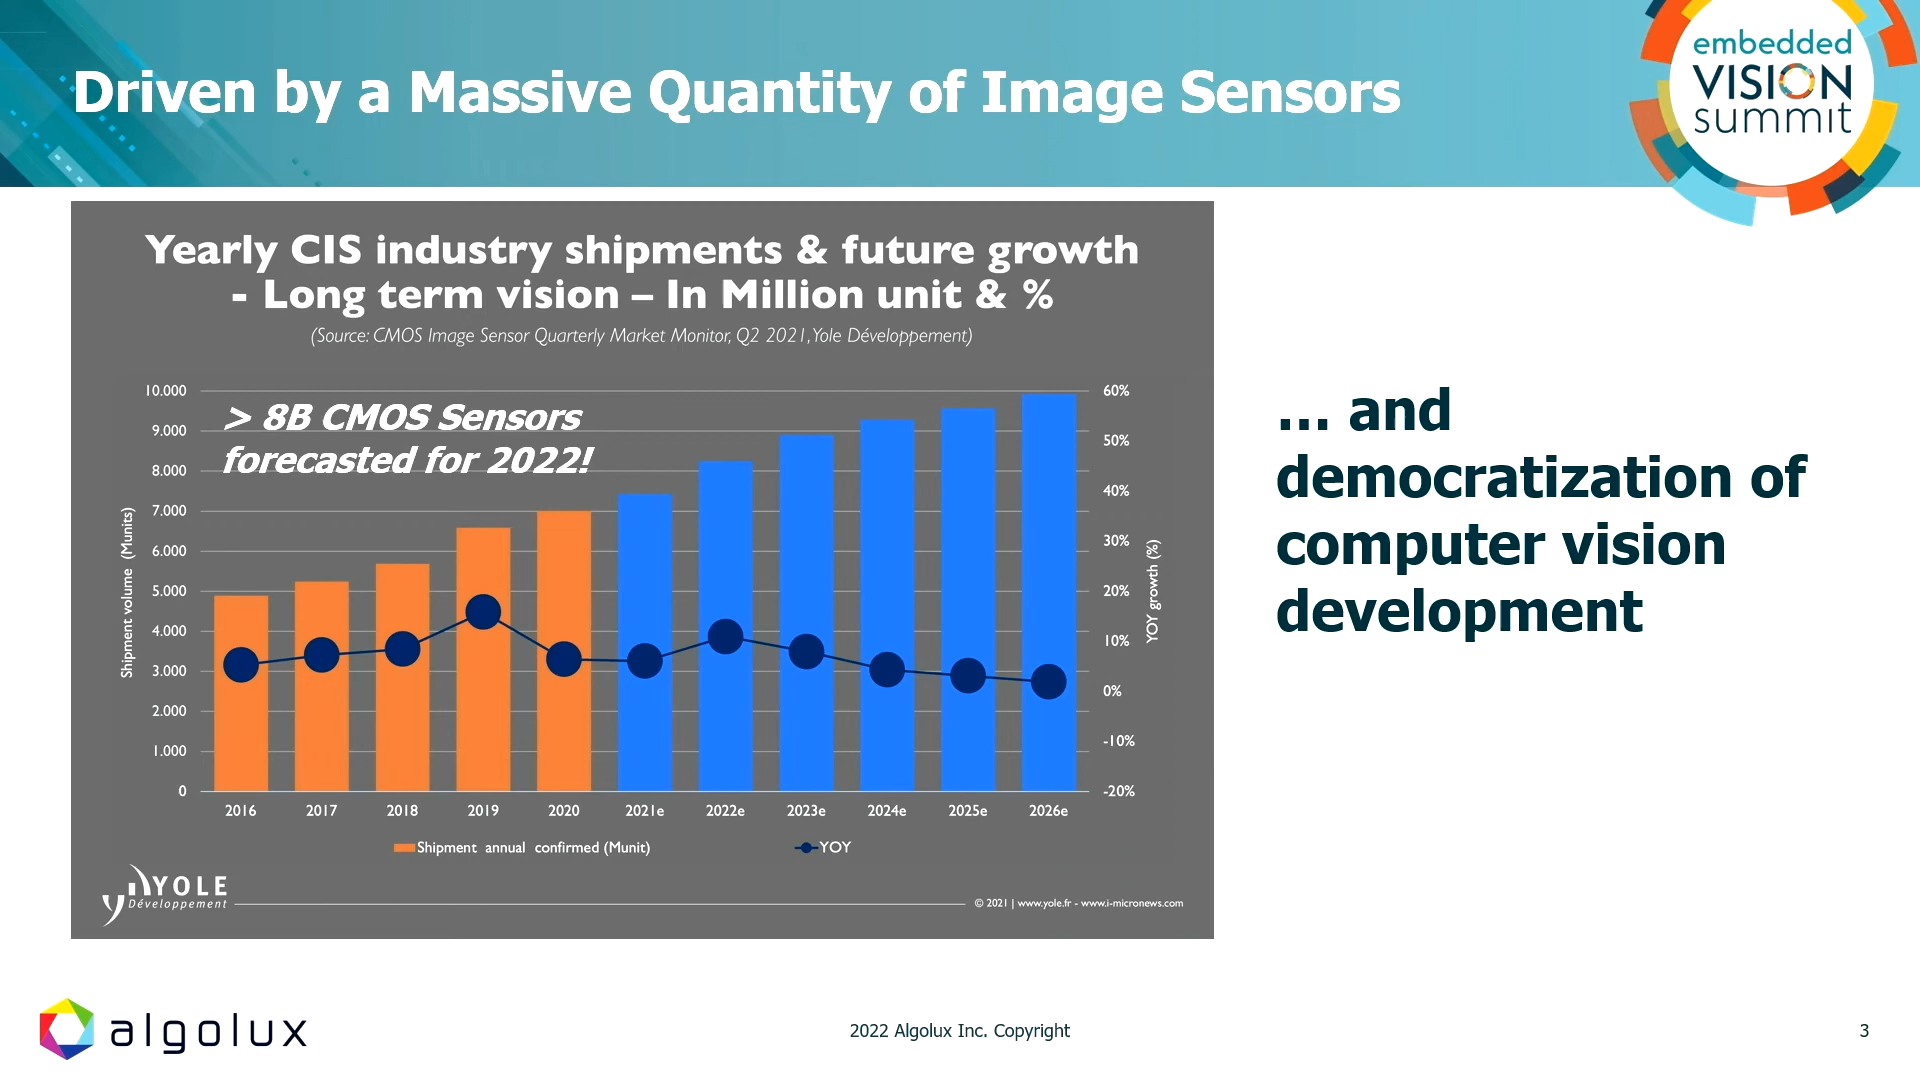 Driven by a Massive Quantity of Image Sensors
embedded
VISION
summit
Yearly CIS industry shipments & future growth
- Long term vision – In Million unit & %
(Source: CMOS Image Sensor Quarterly Market Monitor, Q2 2021, Yole Développement)
> 8B CMOS Sensors
forecasted for 2022!
Shipment volume (Munits)
10.000
9.000
8.000
7.000
6.000
5.000
4.000
3.000
2.000
1.000
0
60%
50%
40%
30%
20%
10%
0%
-10%
-20%
YOY growth (%)
2016 2017 2018 2019 2020 2021e 2022e 2023e 2024e 2025e 2026e
Shipment annual confirmed (Munit) YOY
YOLE
Développement
© 2021 | www.yole.fr - www.i-micronews.com
... and
democratization of
computer vision
development
algolux
2022 Algolux Inc. Copyright
3